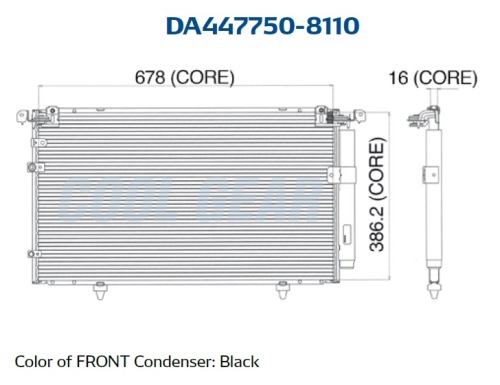 DA447750-8110
678 (CORE)
16 (CORE)
386.2 (CORE)
COOL GEAR
Color of FRONT Condenser: Black